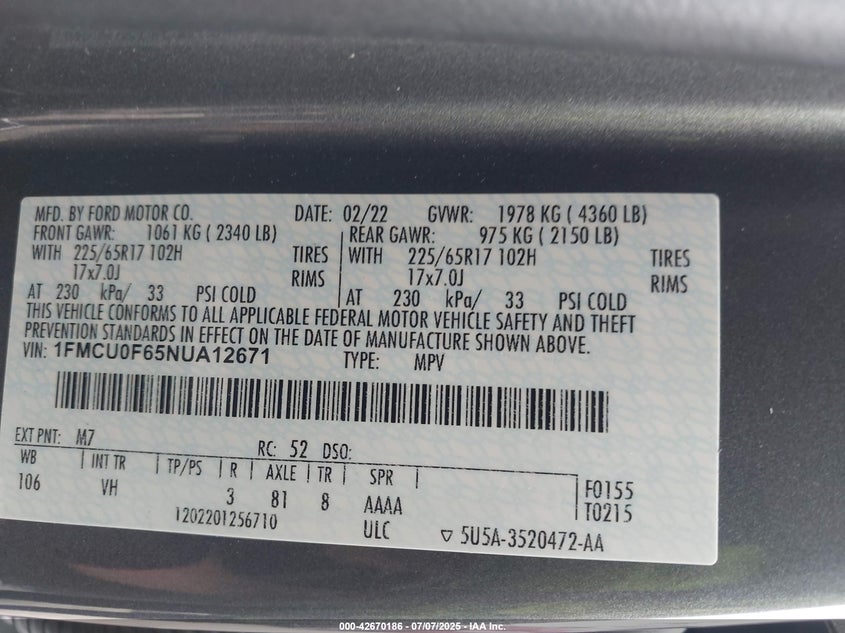 MFD. BY FORD MOTOR CO. DATE: 02/22 GVWR: 1978 KG ( 4360 LB)
FRONT GAWR: 1061 KG ( 2340 LB) REAR GAWR: 975 KG ( 2150 LB)
WITH 225/65R17 102H TIRES WITH 225/65R17 102H TIRES
17x7.0J RIMS 17x7.0J RIMS
AT 230 kPa/ 33 PSI COLD AT 230 kPa/ 33 PSI COLD
THIS VEHICLE CONFORMS TO ALL APPLICABLE FEDERAL MOTOR VEHICLE SAFETY AND THEFT
PREVENTION STANDARDS IN EFFECT ON THE DATE OF MANUFACTURE SHOWN ABOVE.
VIN: 1FMCU0F65NUA12671 TYPE: MPV
EXT PNT: M7 RC: 52 DSO:
WB INT TR TP/PS R AXLE TR SPR
106 VH 3 81 8 AAAA F0155
1202201256710 ULC T0215
5U5A-3520472-AA
000-42670186 - 07/07/2025 - IAA Inc.